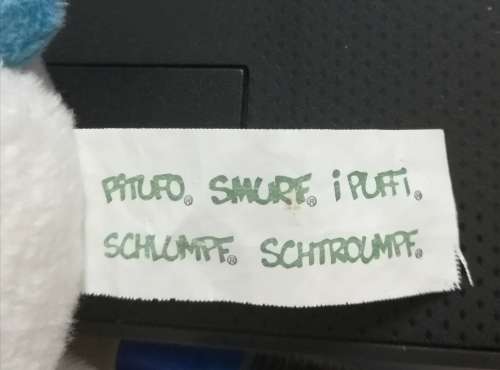 PiTUFO® SMURF® i PUFFi®
SCHLUMPF® SCHTROUMPF®